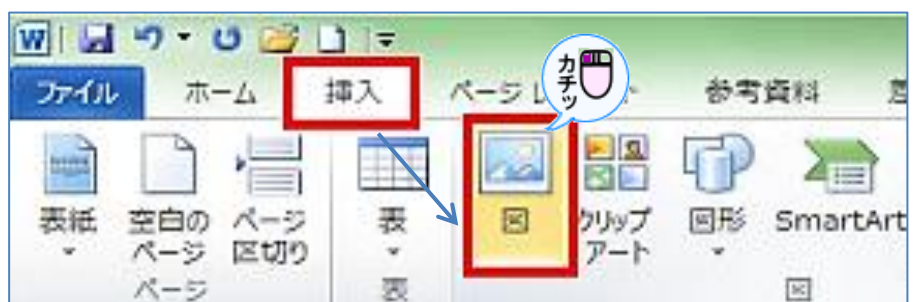 W
ファイル ホーム 挿入 ページ レ 参考資料
カチッ
表紙 空白の ページ 表 図 クリップ 図形 SmartArt
ページ 区切り アート
ページ 表 図